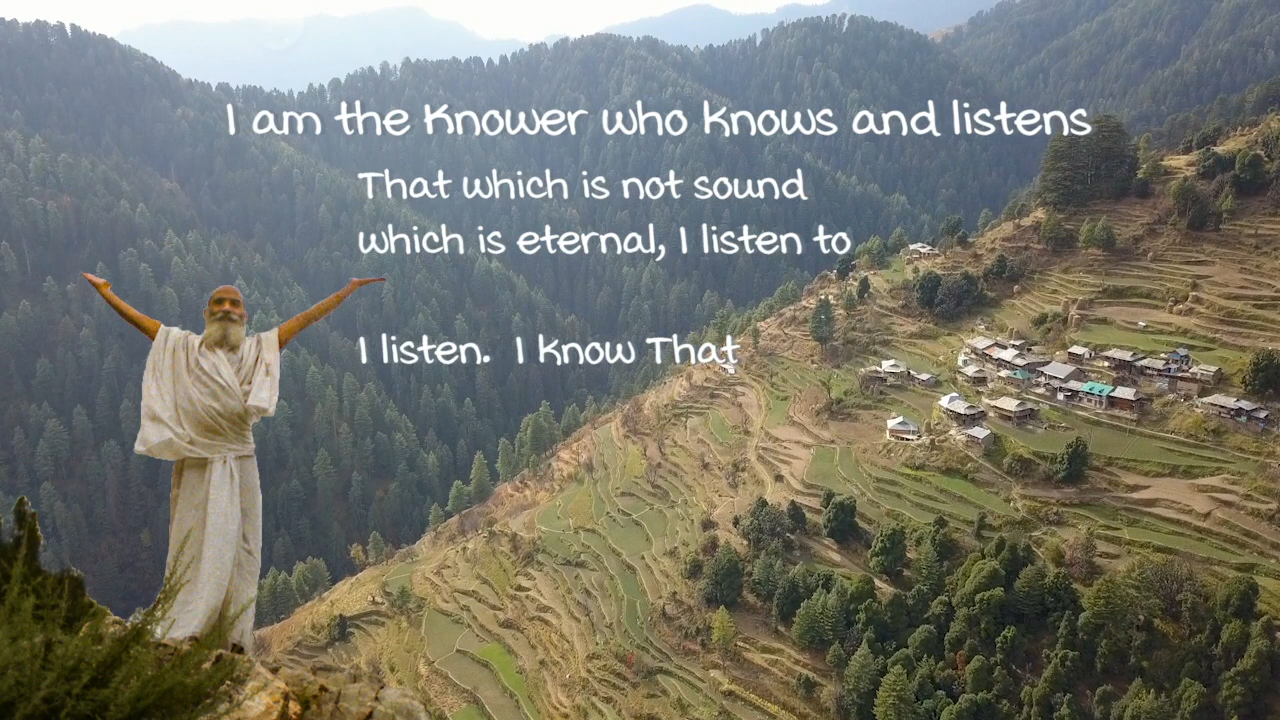 I am the Knower who knows and listens
That which is not sound
which is eternal, I listen to
I listen. I know That